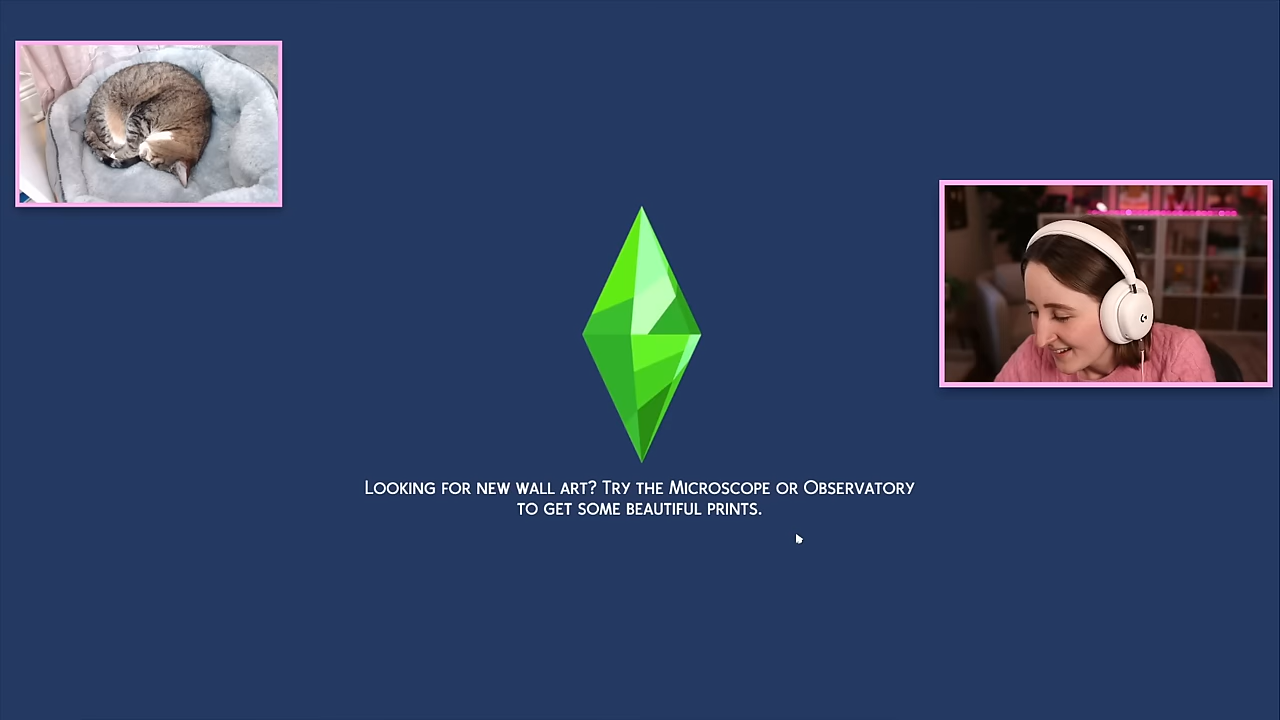 Looking for new wall art? Try the Microscope or Observatory
to get some beautiful prints.